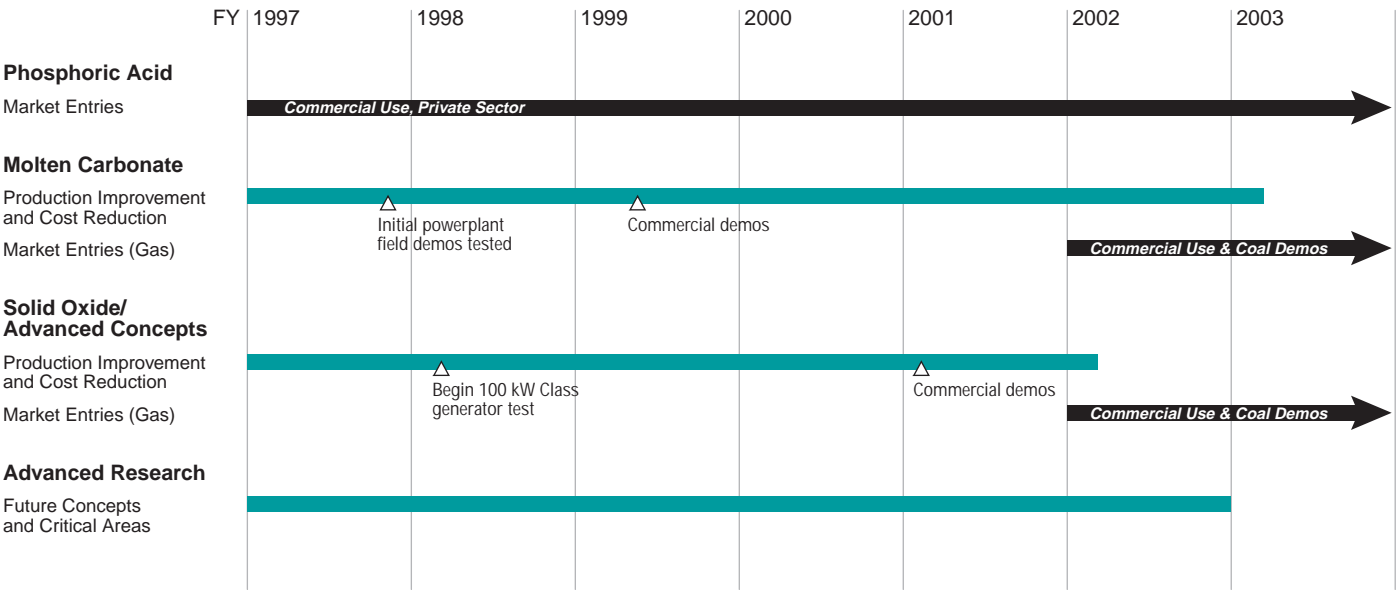 FY 1997 1998 1999 2000 2001 2002 2003
Phosphoric Acid
Market Entries
Commercial Use, Private Sector
Molten Carbonate
Production Improvement
and Cost Reduction
Initial powerplant
field demos tested
Commercial demos
Market Entries (Gas)
Commercial Use & Coal Demos
Solid Oxide/
Advanced Concepts
Production Improvement
and Cost Reduction
Begin 100 kW Class
generator test
Commercial demos
Market Entries (Gas)
Commercial Use & Coal Demos
Advanced Research
Future Concepts
and Critical Areas